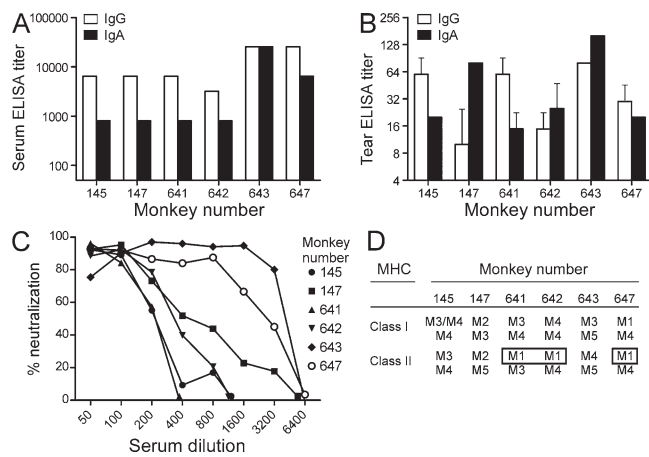 A
IgG
IgA
Serum ELISA titer
100000
10000
1000
100
145 147 641 642 643 647
Monkey number
B
IgG
IgA
Tear ELISA titer
256
128
64
32
16
8
4
145 147 641 642 643 647
Monkey number
C
% neutralization
100
80
60
40
20
0
50 100 200 400 800 1600 3200 6400
Serum dilution
Monkey
number
145
147
641
642
643
647
D
MHC Monkey number
145 147 641 642 643 647
Class I M3/M4 M2 M3 M4 M3 M1
M4 M3 M4 M4 M5 M4
Class II M3 M2 M1 M1 M4 M1
M4 M5 M3 M4 M5 M4